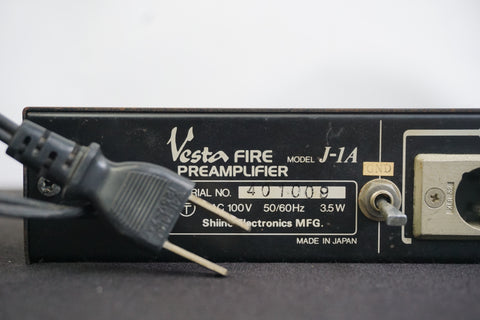 Vesta FIRE MODEL J-1A
PREAMPLIFIER
GND
SERIAL NO. 401009
T AC 100V 50/60Hz 3.5W
Shiino Electronics MFG.
MADE IN JAPAN